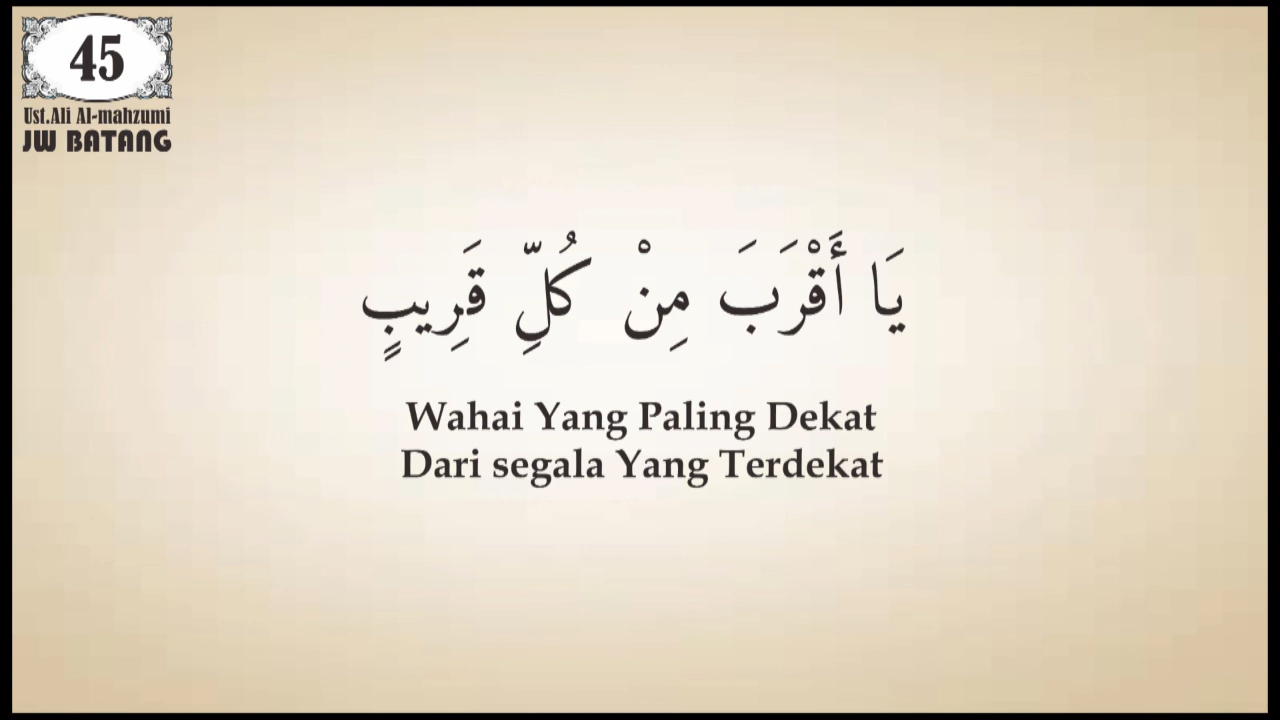 45
Ust.Ali Al-mahzumi
JW BATANG
يَا أَقْرَبَ مِنْ كُلِّ قَرِيبٍ
Wahai Yang Paling Dekat
Dari segala Yang Terdekat